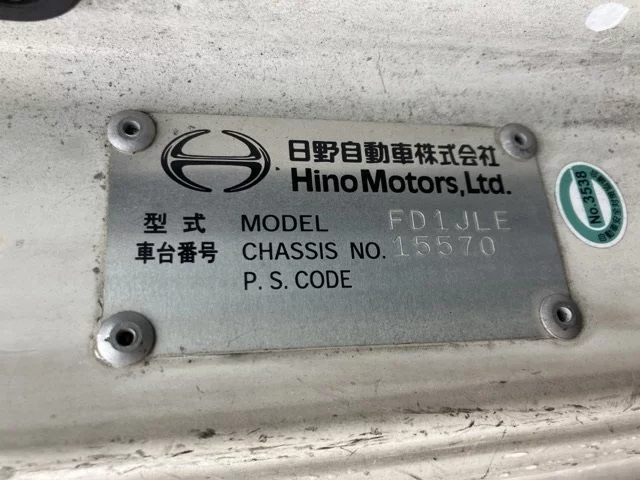 日野自動車株式会社
Hino Motors, Ltd.
型式 MODEL FD1JLE
車台番号 CHASSIS NO. 15570
P.S.CODE
No.3538